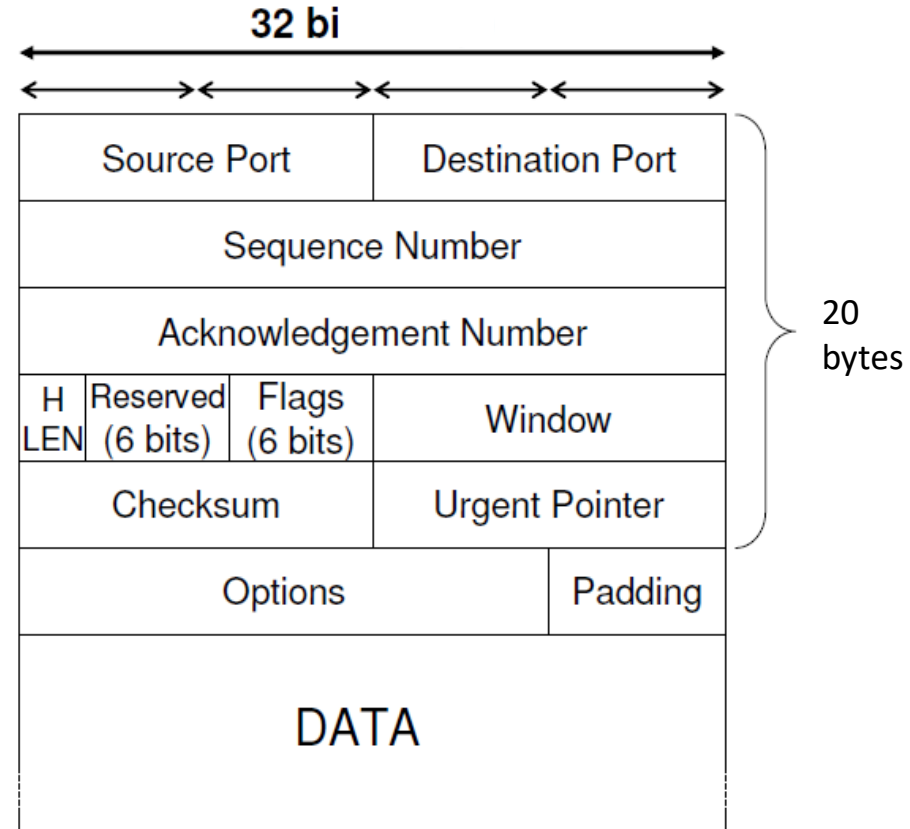 32 bi
Source Port
Destination Port
Sequence Number
Acknowledgement Number
20
bytes
H
LEN
Reserved
(6 bits)
Flags
(6 bits)
Window
Checksum
Urgent Pointer
Options
Padding
DATA